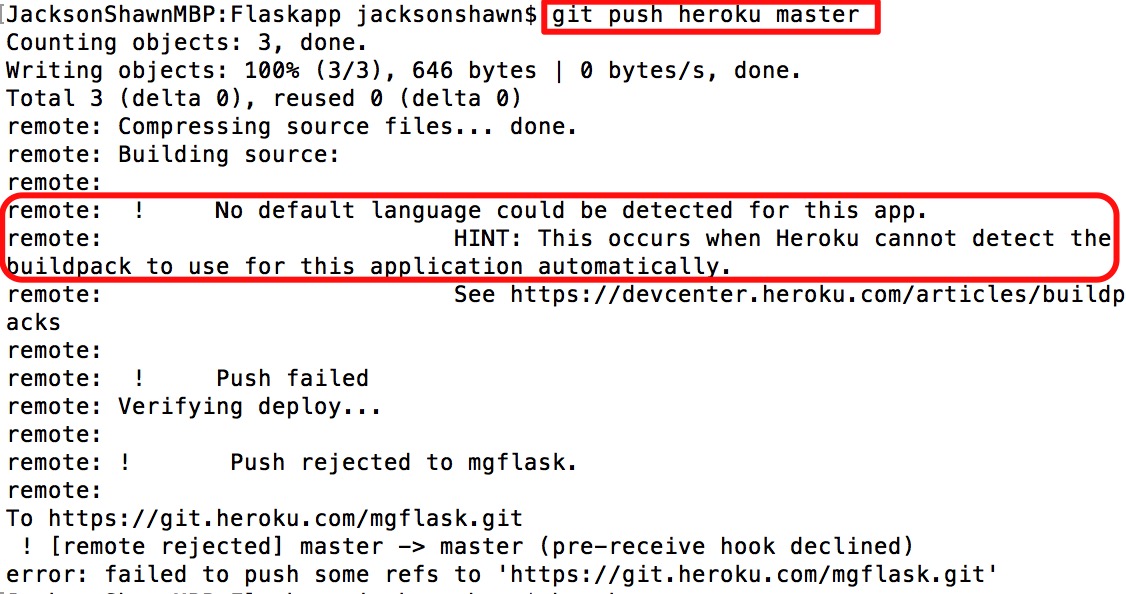 [JacksonShawnMBP:Flaskapp jacksonshawn$ git push heroku master
Counting objects: 3, done.
Writing objects: 100% (3/3), 646 bytes | 0 bytes/s, done.
Total 3 (delta 0), reused 0 (delta 0)
remote: Compressing source files... done.
remote: Building source:
remote:
remote:  !     No default language could be detected for this app.
remote:                         HINT: This occurs when Heroku cannot detect the
buildpack to use for this application automatically.
remote:                         See https://devcenter.heroku.com/articles/buildp
acks
remote:
remote:  !     Push failed
remote: Verifying deploy...
remote:
remote: !       Push rejected to mgflask.
remote:
To https://git.heroku.com/mgflask.git
 ! [remote rejected] master -> master (pre-receive hook declined)
error: failed to push some refs to 'https://git.heroku.com/mgflask.git'